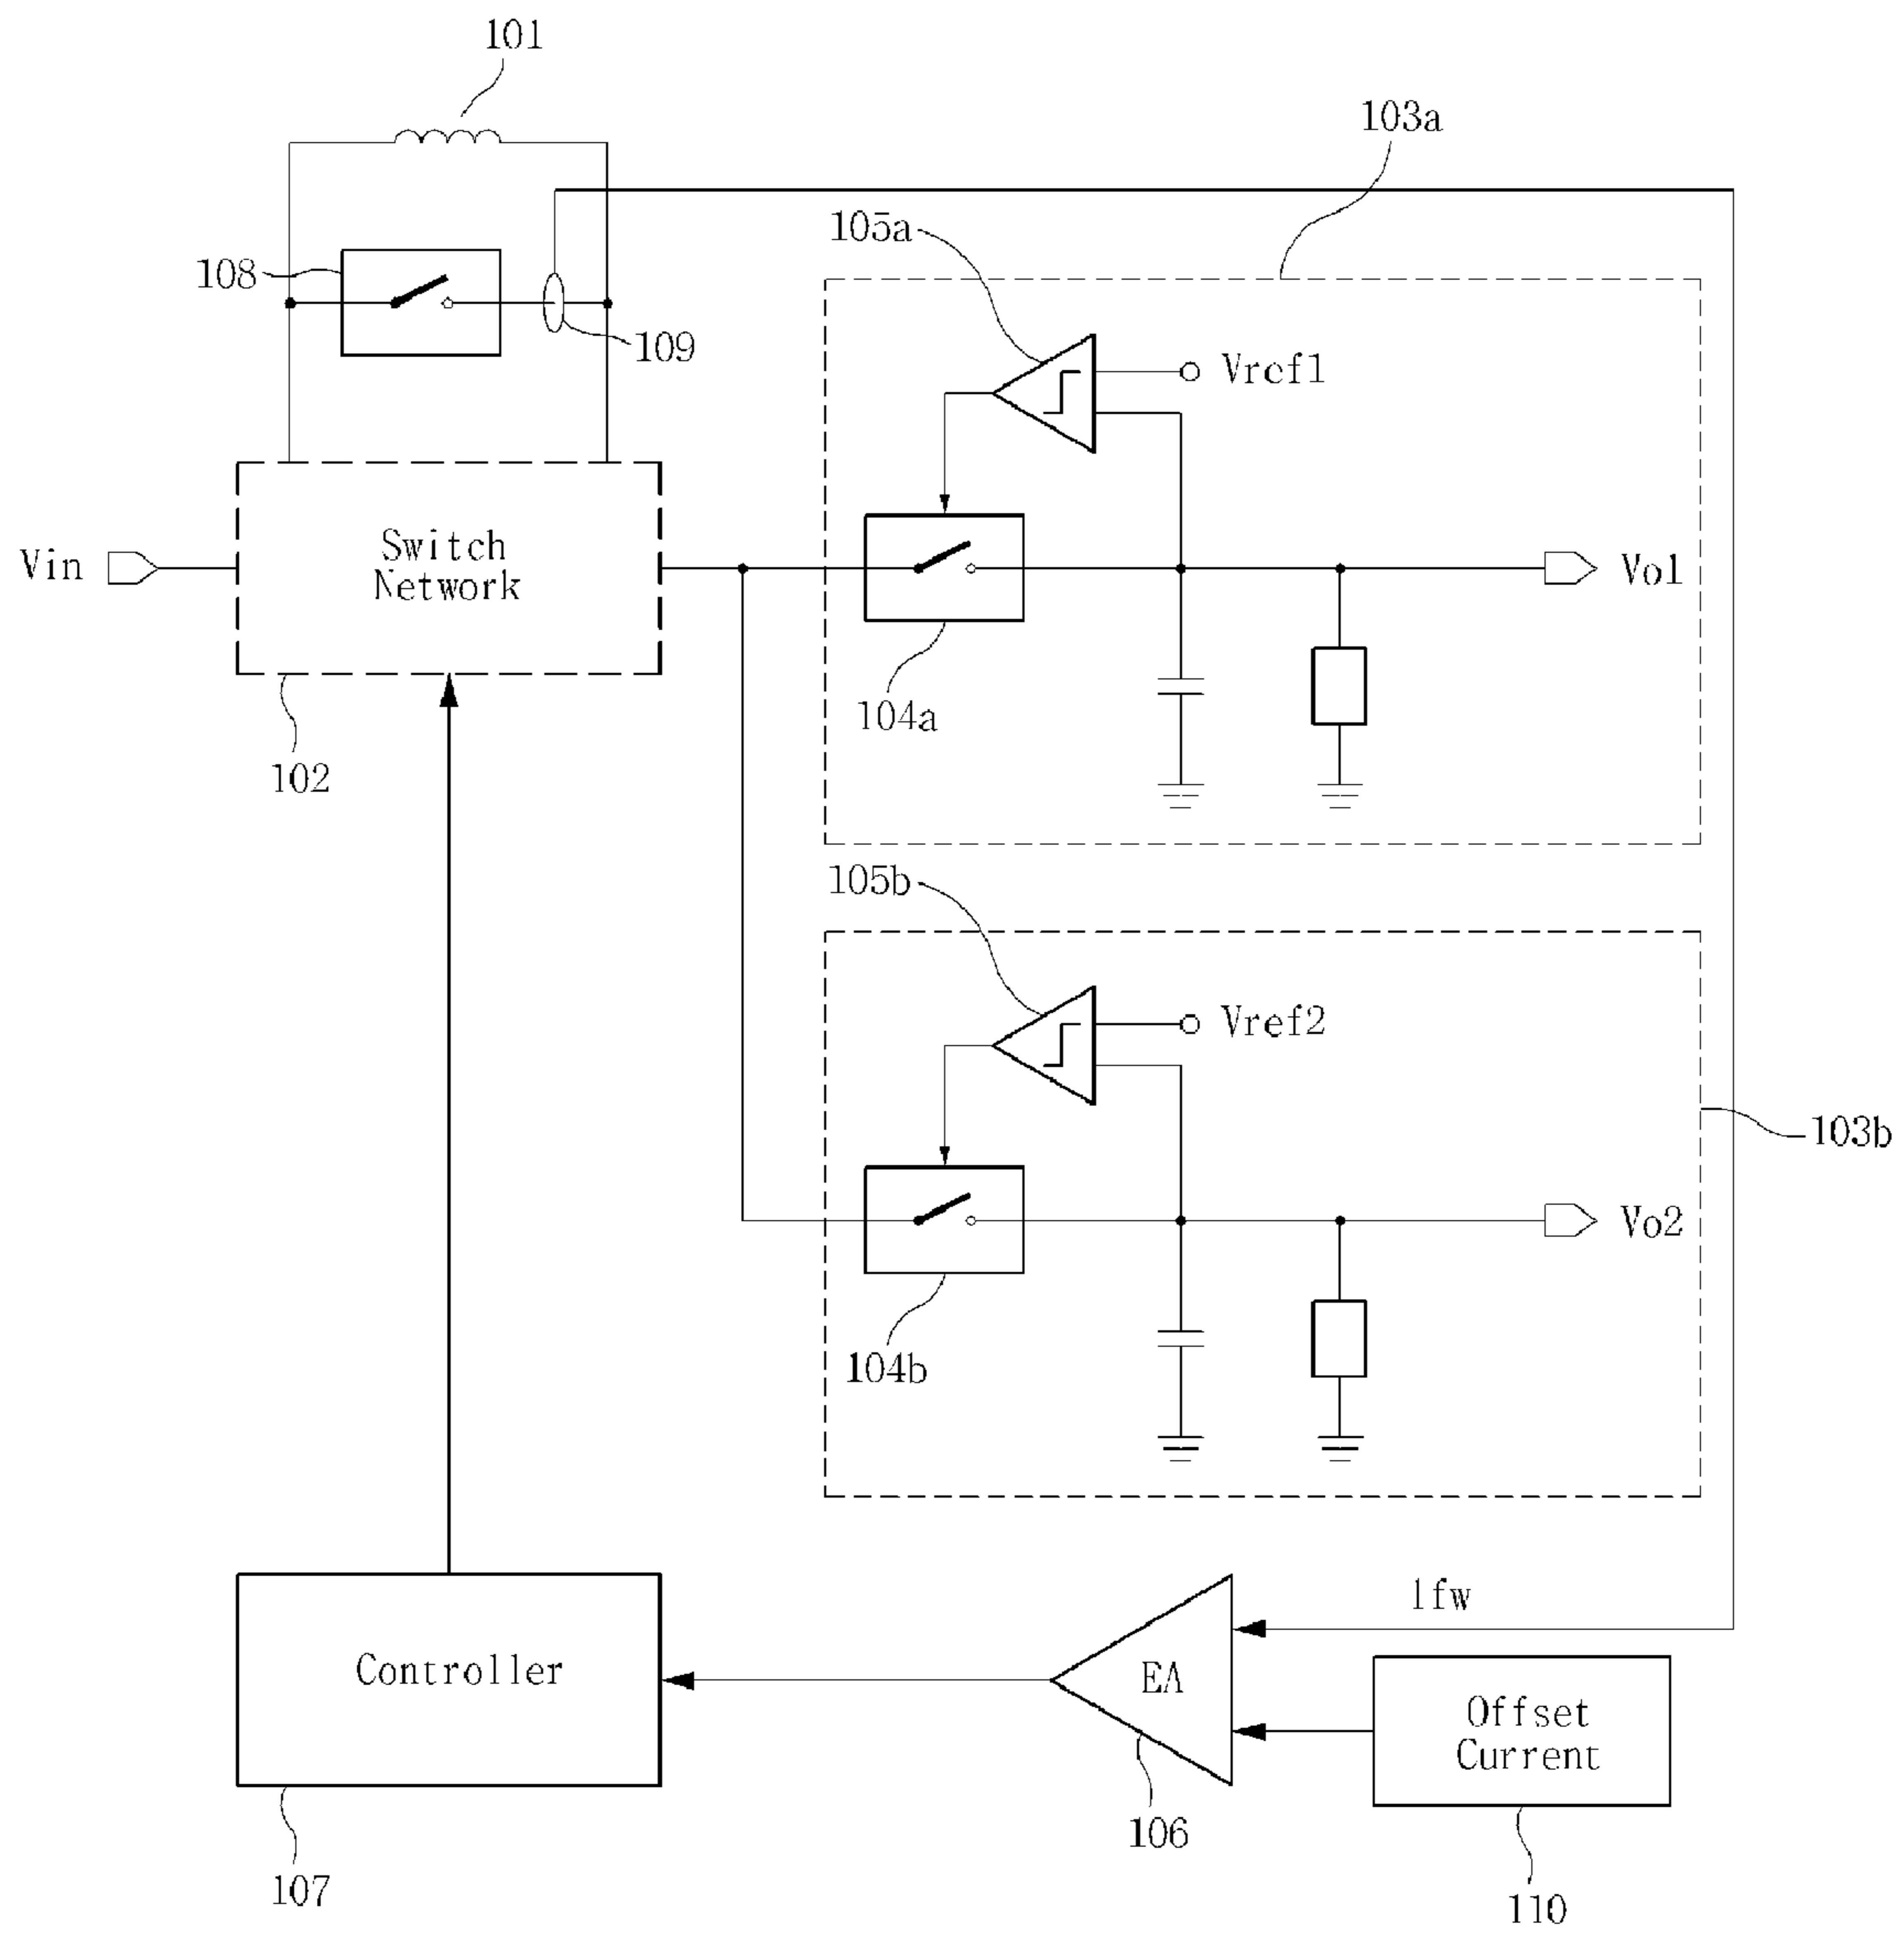 101
103a
105a
108
109
Vref1
Vin
Switch
Network
Vo1
104a
102
105b
Vref2
103b
Vo2
104b
1fw
Controller
EA
Offset
Current
106
107
110